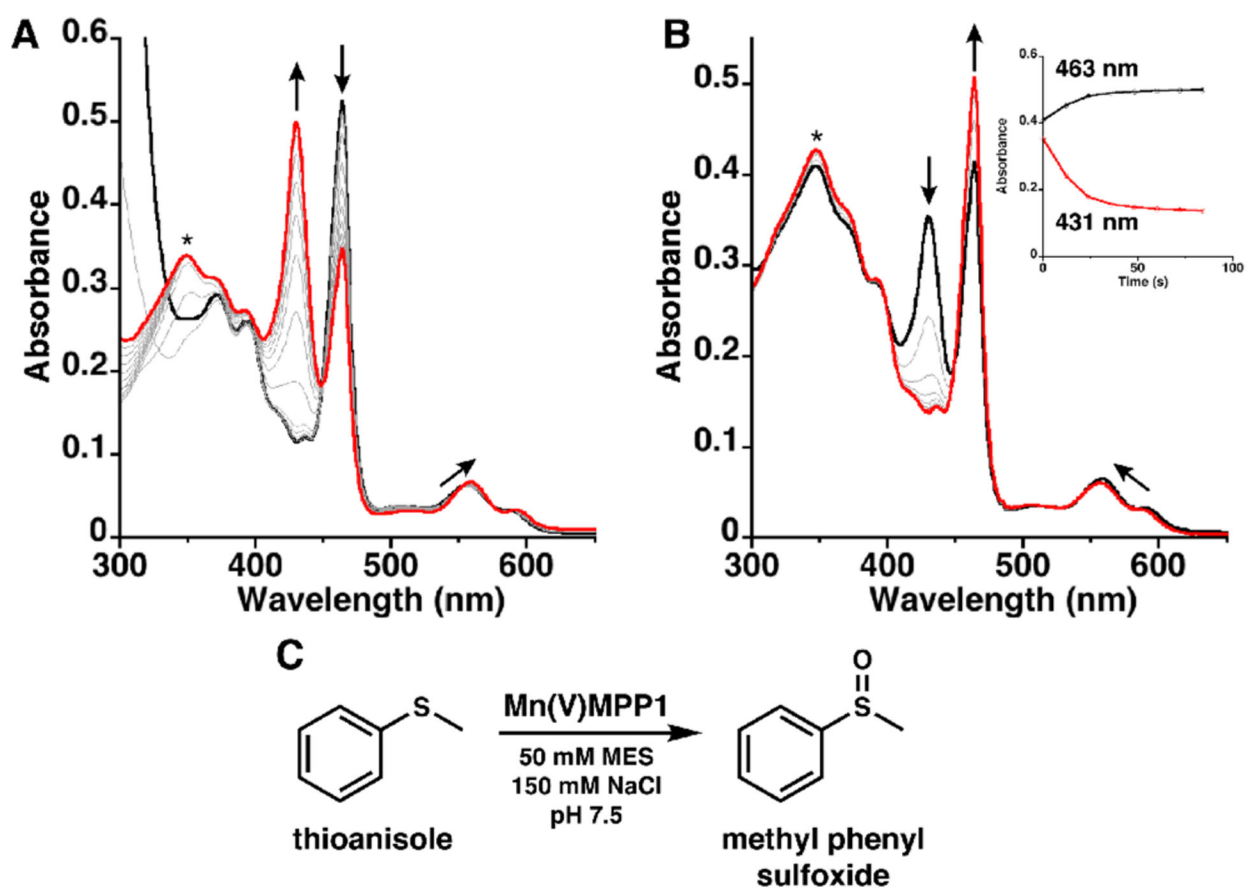 A
0.6
0.5
0.4
0.3
0.2
0.1
0
Absorbance
*
300
400
500
600
Wavelength (nm)
B
0.5
0.4
0.3
0.2
0.1
0
Absorbance
*
300
400
500
600
Wavelength (nm)
463 nm
431 nm
0.6
0.4
0.2
0
Absorbance
0
50
100
Time (s)
C
S
thioanisole
Mn(V)MPP1
50 mM MES
150 mM NaCl
pH 7.5
O
S
methyl phenyl
sulfoxide